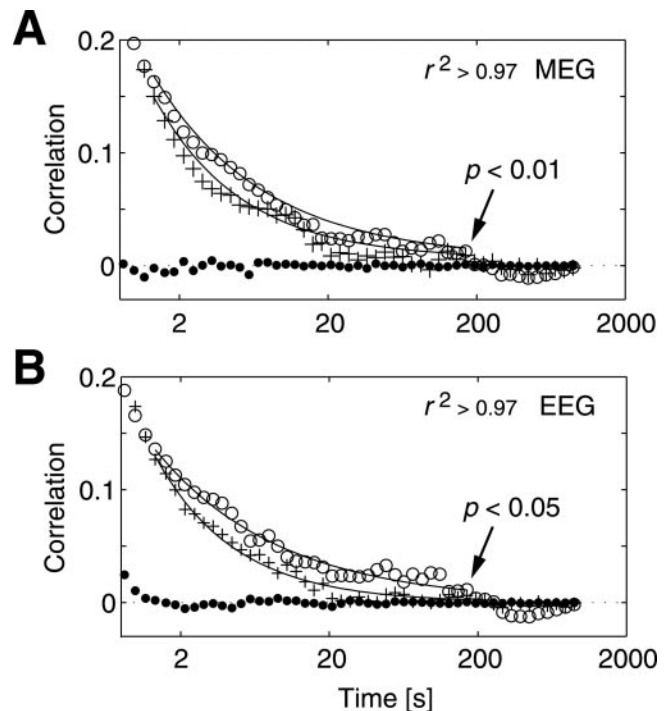 A
0.2
r² > 0.97 MEG
0.1
p < 0.01
Correlation
0
2
20
200
2000
B
0.2
r² > 0.97 EEG
0.1
p < 0.05
Correlation
0
2
20
200
2000
Time [s]